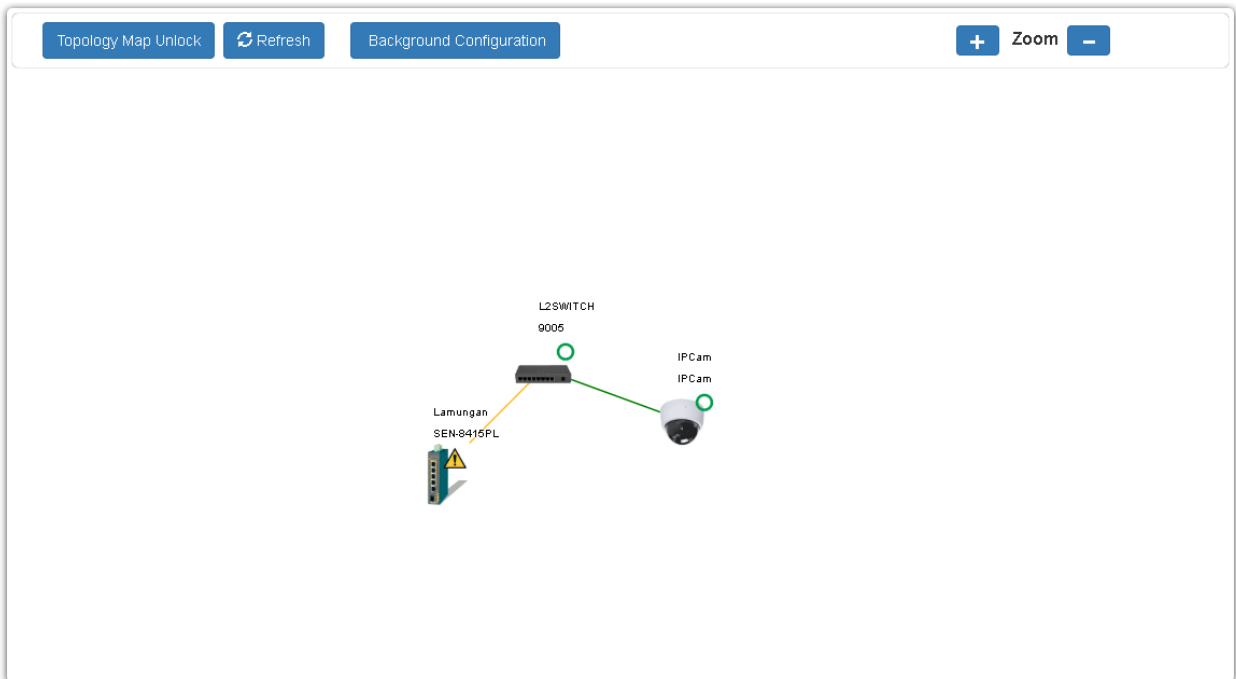 Topology Map Unlock
Refresh
Background Configuration
+ Zoom −
L2SWITCH
9005
IPCam
IPCam
Lamungan
SEN-8415PL